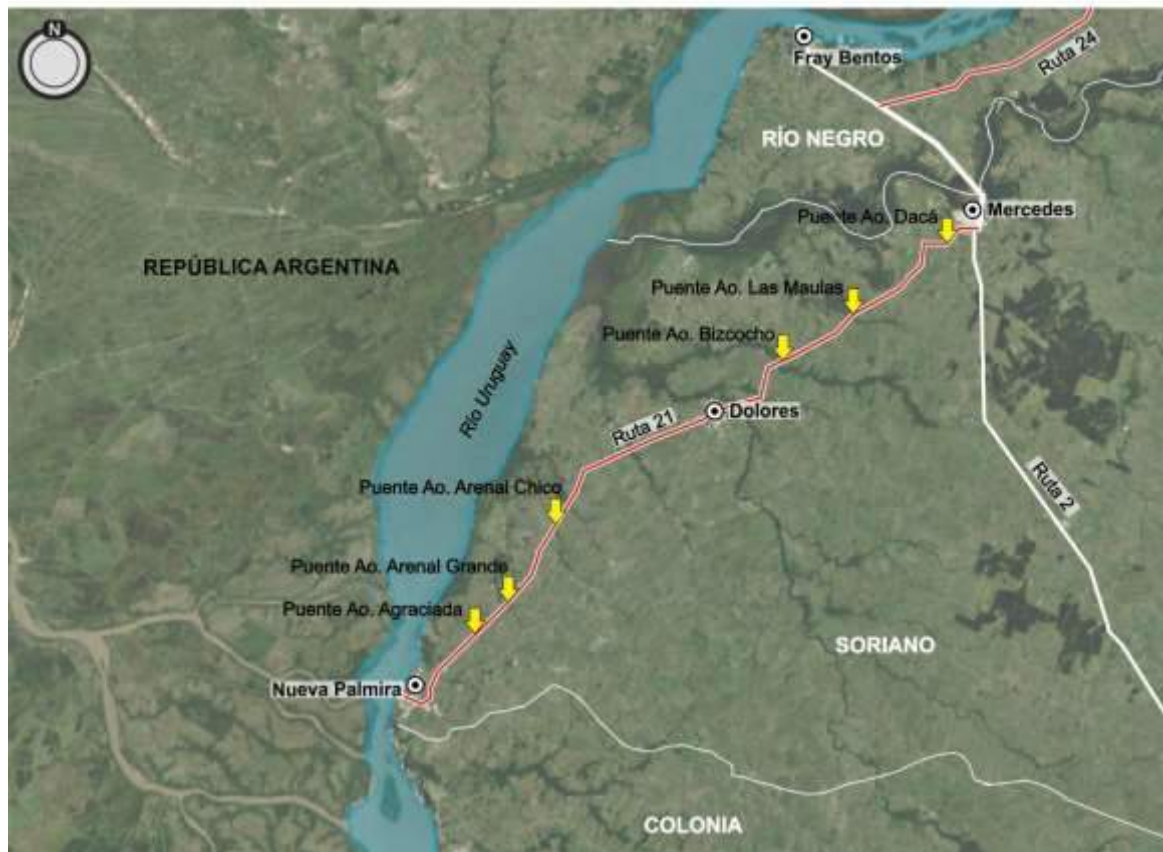 N
Fray Bentos
Ruta 24
RÍO NEGRO
Puente Ao. Dacá
Mercedes
REPÚBLICA ARGENTINA
Puente Ao. Las Maulas
Puente Ao. Bizcocho
Río Uruguay
Dolores
Ruta 21
Puente Ao. Arenal Chico
Ruta 2
Puente Ao. Arenal Grande
Puente Ao. Agraciada
SORIANO
Nueva Palmira
COLONIA